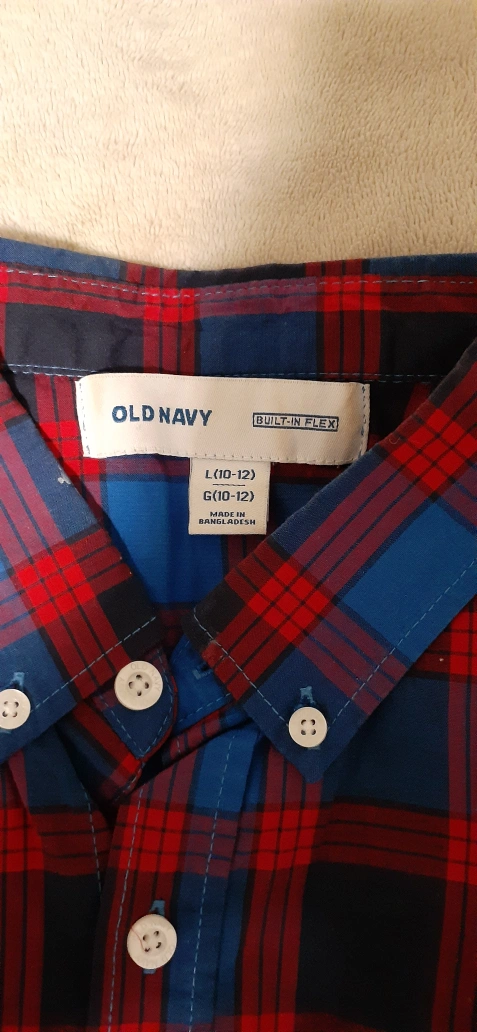 OLD NAVY
BUILT-IN FLEX
L(10-12)
G(10-12)
MADE IN
BANGLADESH